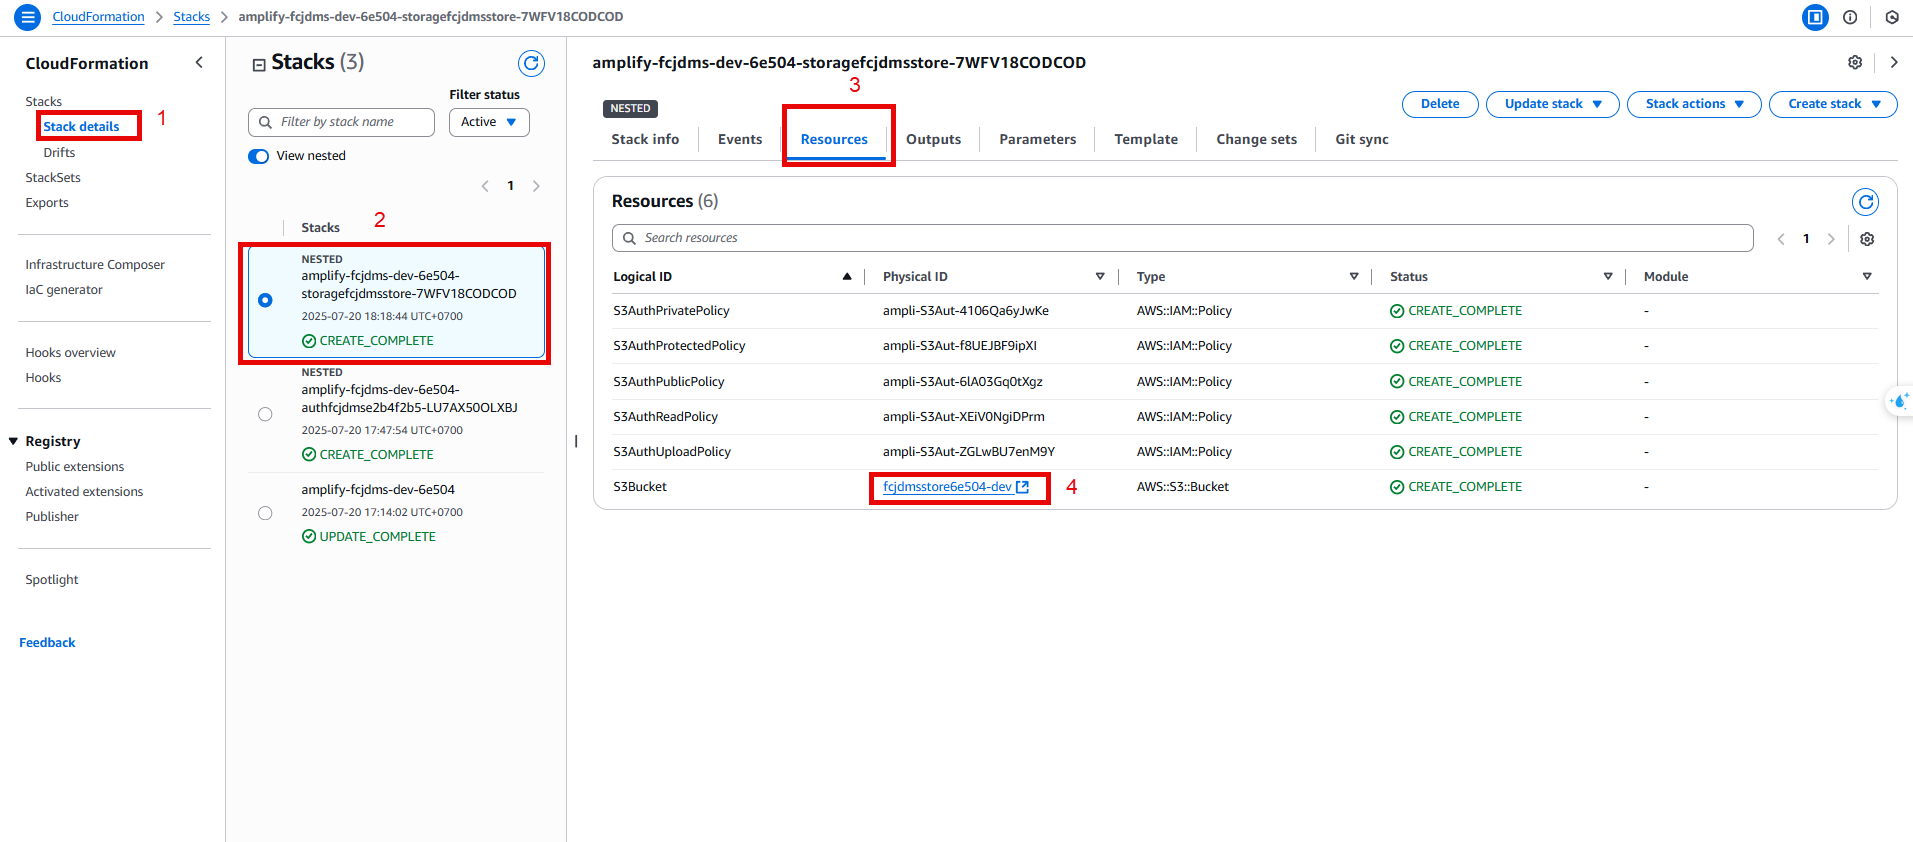 CloudFormation > Stacks > amplify-fcjdms-dev-6e504-storagefcjdmsstore-7WFV18CODCOD
CloudFormation
Stacks
Stack details
1
Drifts
StackSets
Exports
Infrastructure Composer
IaC generator
Hooks overview
Hooks
Registry
Public extensions
Activated extensions
Publisher
Spotlight
Feedback
Stacks (3)
Filter status
Filter by stack name
Active
View nested
1
Stacks
2
NESTED
amplify-fcjdms-dev-6e504-
storagefcjdmsstore-7WFV18CODCOD
2025-07-20 18:18:44 UTC+0700
CREATE_COMPLETE
NESTED
amplify-fcjdms-dev-6e504-
authfcjdmse2b4f2b5-LU7AX50OLXBJ
2025-07-20 17:47:54 UTC+0700
CREATE_COMPLETE
amplify-fcjdms-dev-6e504
2025-07-20 17:14:02 UTC+0700
UPDATE_COMPLETE
amplify-fcjdms-dev-6e504-storagefcjdmsstore-7WFV18CODCOD
3
NESTED
Delete Update stack Stack actions Create stack
Stack info Events Resources Outputs Parameters Template Change sets Git sync
Resources (6)
Search resources
1
Logical ID Physical ID Type Status Module
S3AuthPrivatePolicy ampli-S3Aut-4106Qa6yJwKe AWS::IAM::Policy CREATE_COMPLETE -
S3AuthProtectedPolicy ampli-S3Aut-f8UEJBF9ipXI AWS::IAM::Policy CREATE_COMPLETE -
S3AuthPublicPolicy ampli-S3Aut-6lA03Gq0tXgz AWS::IAM::Policy CREATE_COMPLETE -
S3AuthReadPolicy ampli-S3Aut-XEiV0NgiDPrm AWS::IAM::Policy CREATE_COMPLETE -
S3AuthUploadPolicy ampli-S3Aut-ZGLwBU7enM9Y AWS::IAM::Policy CREATE_COMPLETE -
S3Bucket fcjdmsstore6e504-dev 4 AWS::S3::Bucket CREATE_COMPLETE -